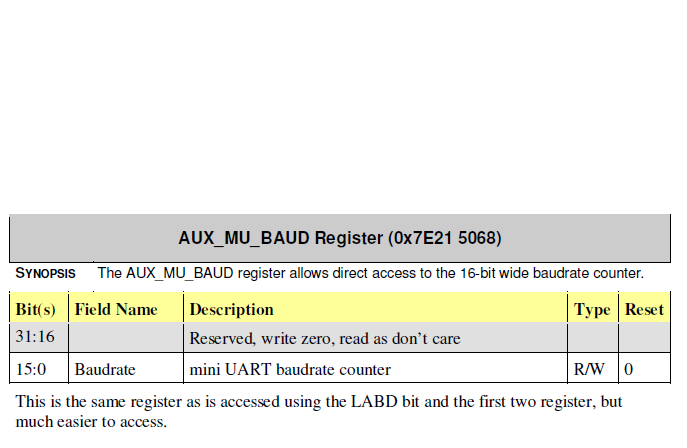 AUX_MU_BAUD Register (0x7E21 5068)
SYNOPSIS The AUX_MU_BAUD register allows direct access to the 16-bit wide baudrate counter.
Bit(s) Field Name Description Type Reset
31:16 Reserved, write zero, read as don't care
15:0 Baudrate mini UART baudrate counter R/W 0
This is the same register as is accessed using the LABD bit and the first two register, but
much easier to access.